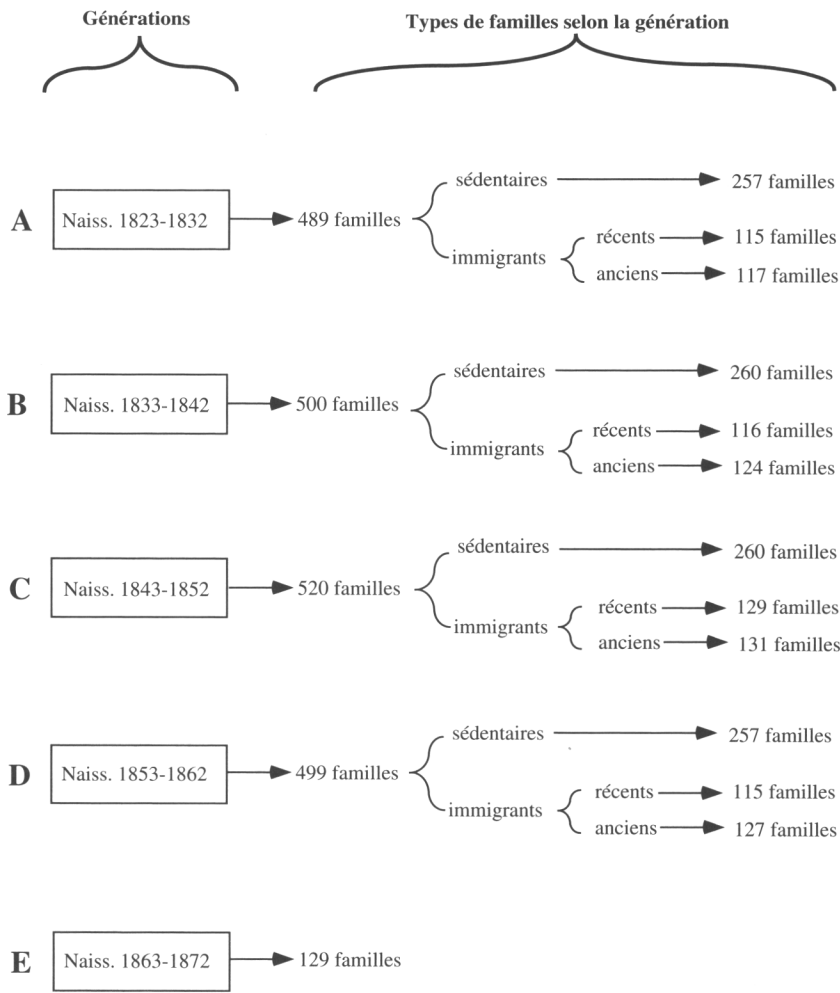 Générations
Types de familles selon la génération
sédentaires
257 familles
A
Naiss. 1823-1832
489 familles
récents
115 familles
immigrants
anciens
117 familles
sédentaires
260 familles
B
Naiss. 1833-1842
500 familles
récents
116 familles
immigrants
anciens
124 familles
sédentaires
260 familles
C
Naiss. 1843-1852
520 familles
récents
129 familles
immigrants
anciens
131 familles
sédentaires
257 familles
D
Naiss. 1853-1862
499 familles
récents
115 familles
immigrants
anciens
127 familles
E
Naiss. 1863-1872
129 familles